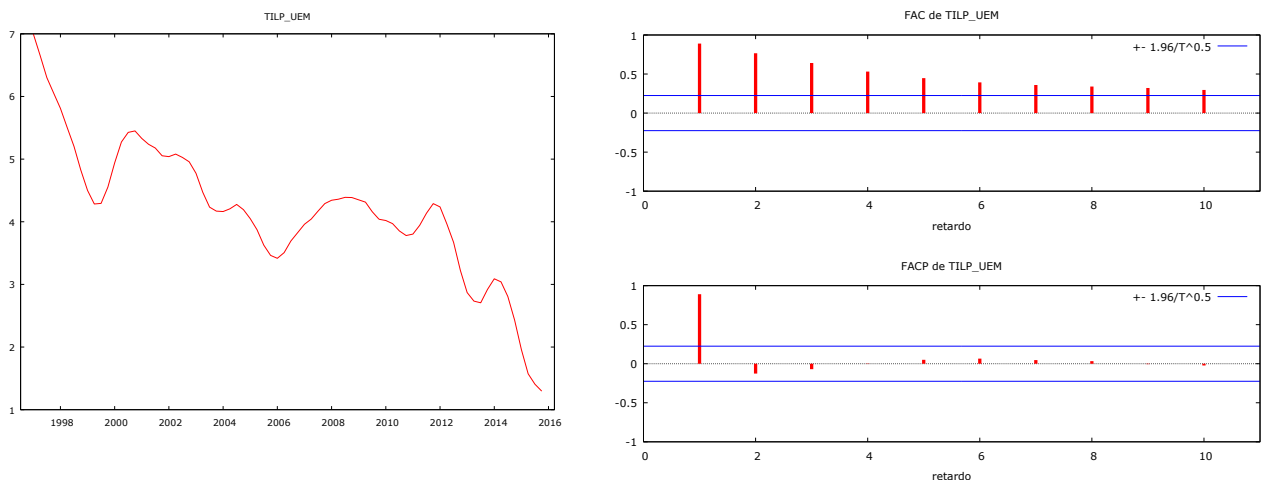 TILP_UEM
7
6
5
4
3
2
1
1998 2000 2002 2004 2006 2008 2010 2012 2014 2016
FAC de TILP_UEM
+- 1.96/T^0.5
1
0.5
0
-0.5
-1
0 2 4 6 8 10
retardo
FACP de TILP_UEM
+- 1.96/T^0.5
1
0.5
0
-0.5
-1
0 2 4 6 8 10
retardo